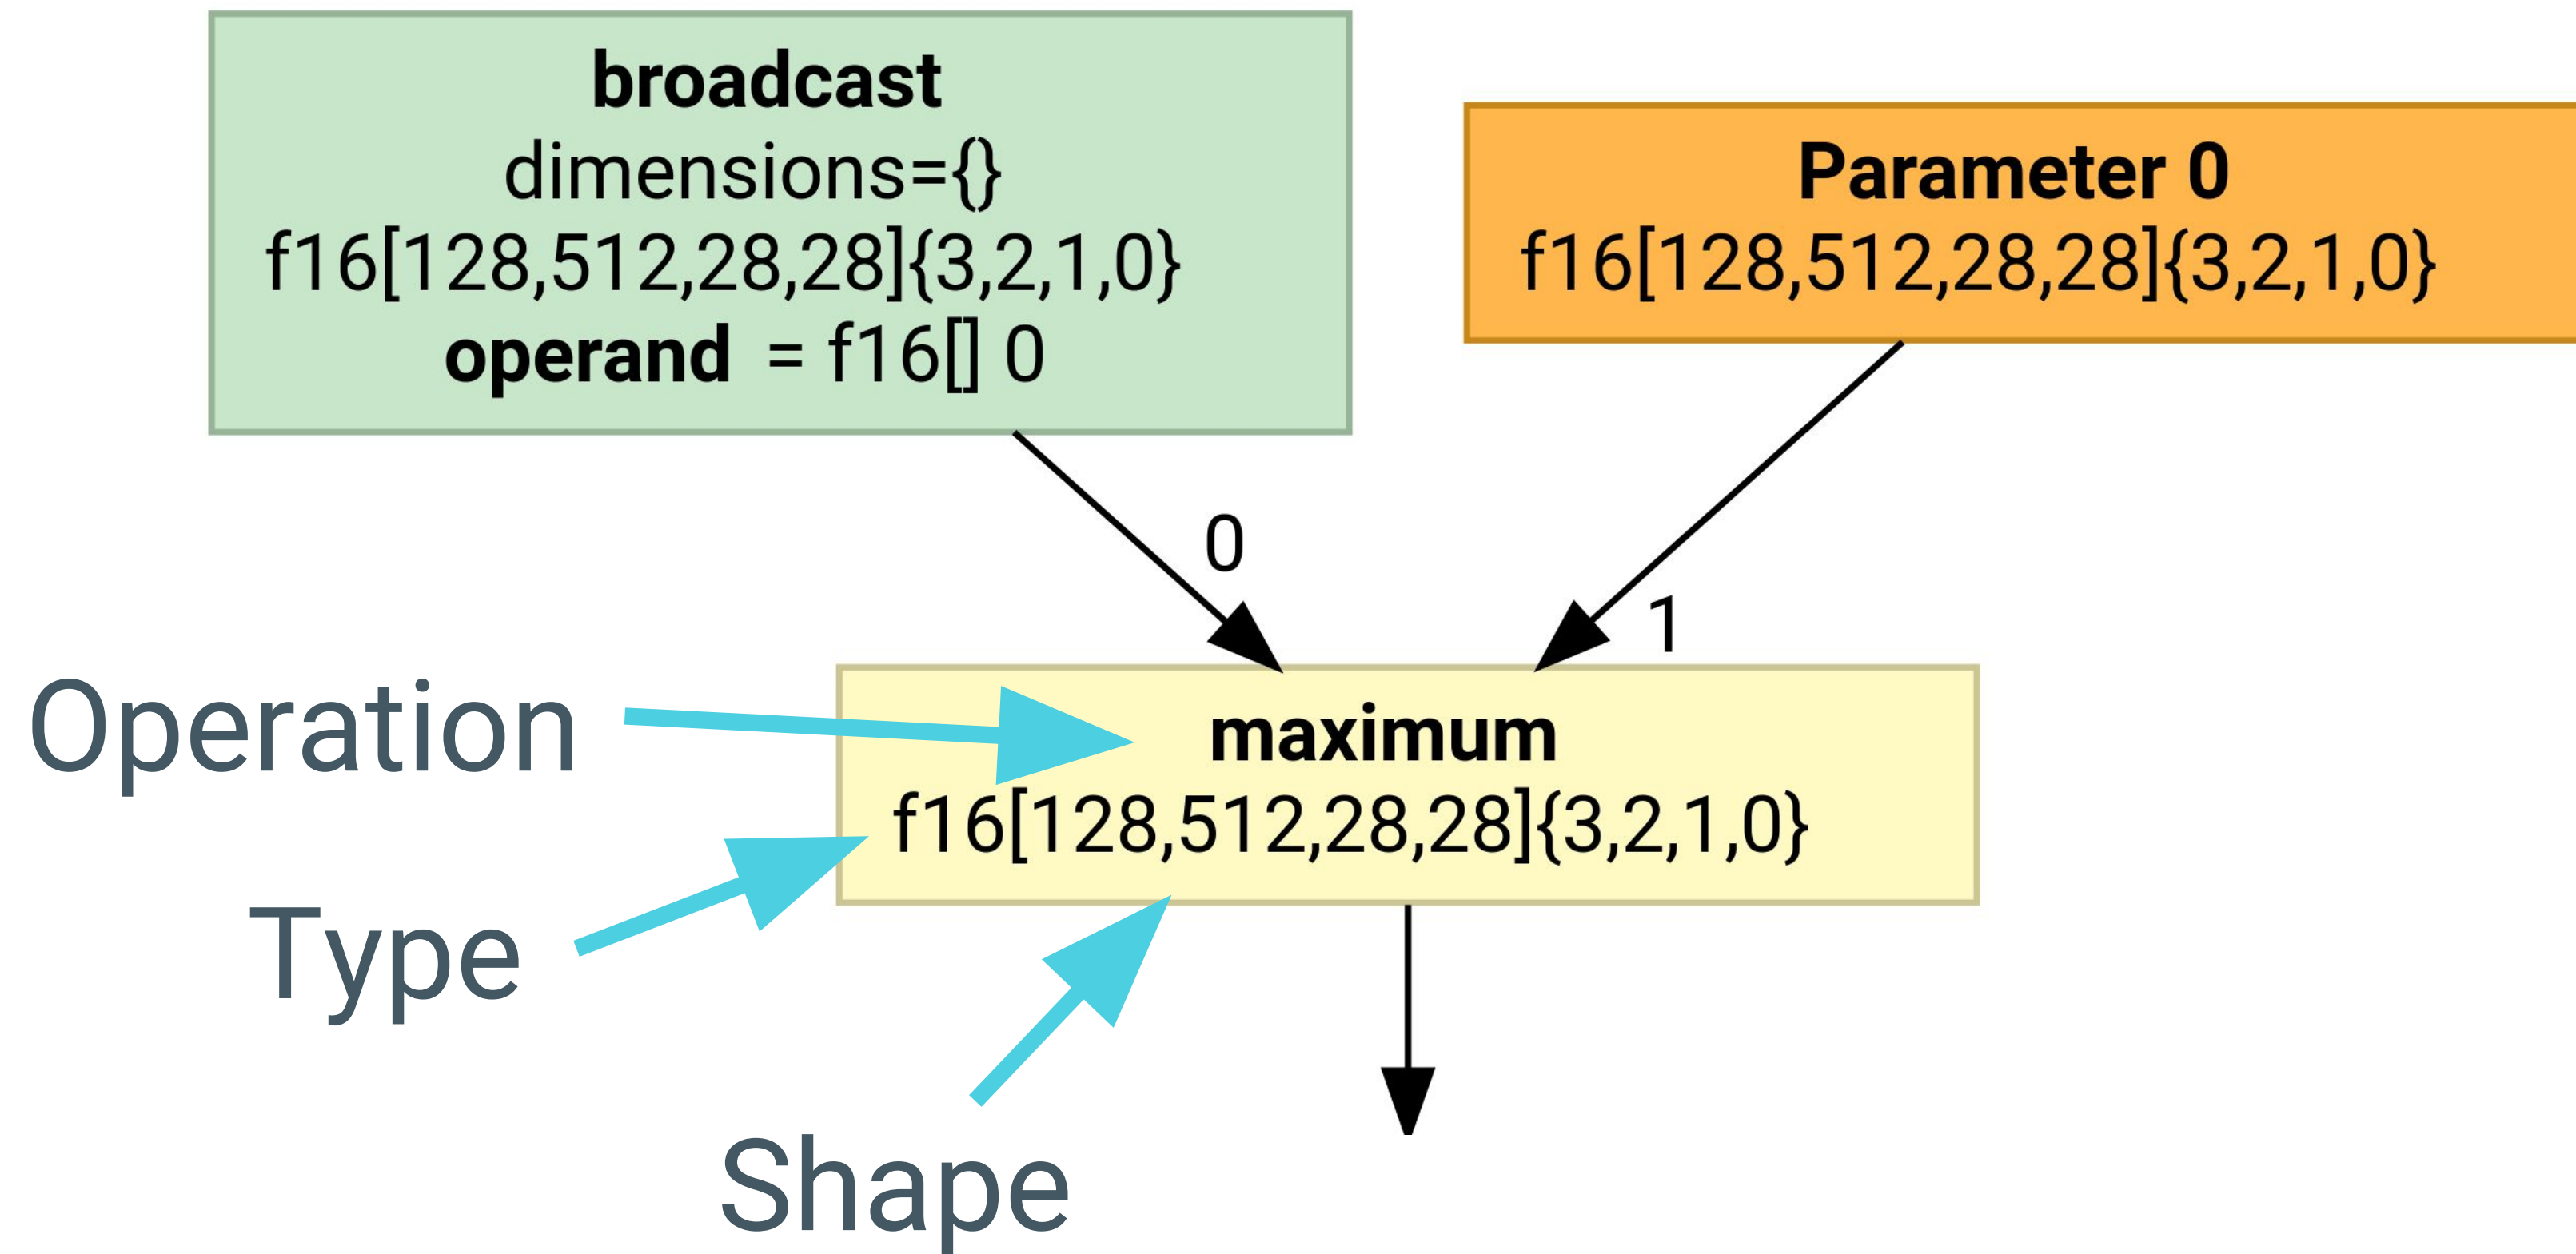 broadcast
dimensions={}
f16[128,512,28,28]{3,2,1,0}
operand = f16[] 0
Parameter 0
f16[128,512,28,28]{3,2,1,0}
0
1
Operation
maximum
f16[128,512,28,28]{3,2,1,0}
Type
Shape